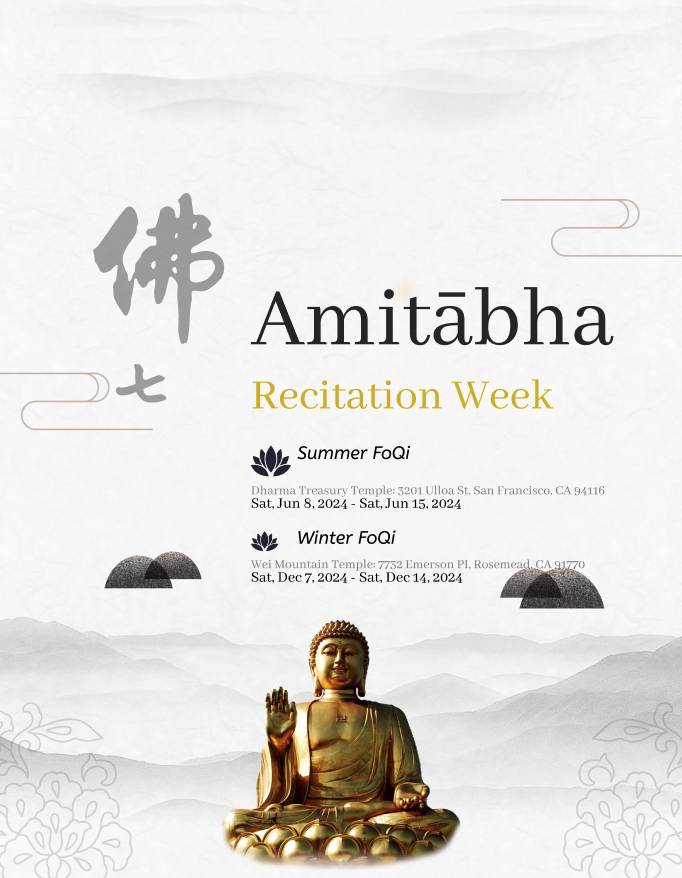 佛
七
Amitābha
Recitation Week
Summer FoQi
Dharma Treasury Temple: 3201 Ulloa St, San Francisco, CA 94116
Sat, Jun 8, 2024 - Sat, Jun 15, 2024
Winter FoQi
Wei Mountain Temple: 7732 Emerson Pl, Rosemead, CA 91770
Sat, Dec 7, 2024 - Sat, Dec 14, 2024
卍